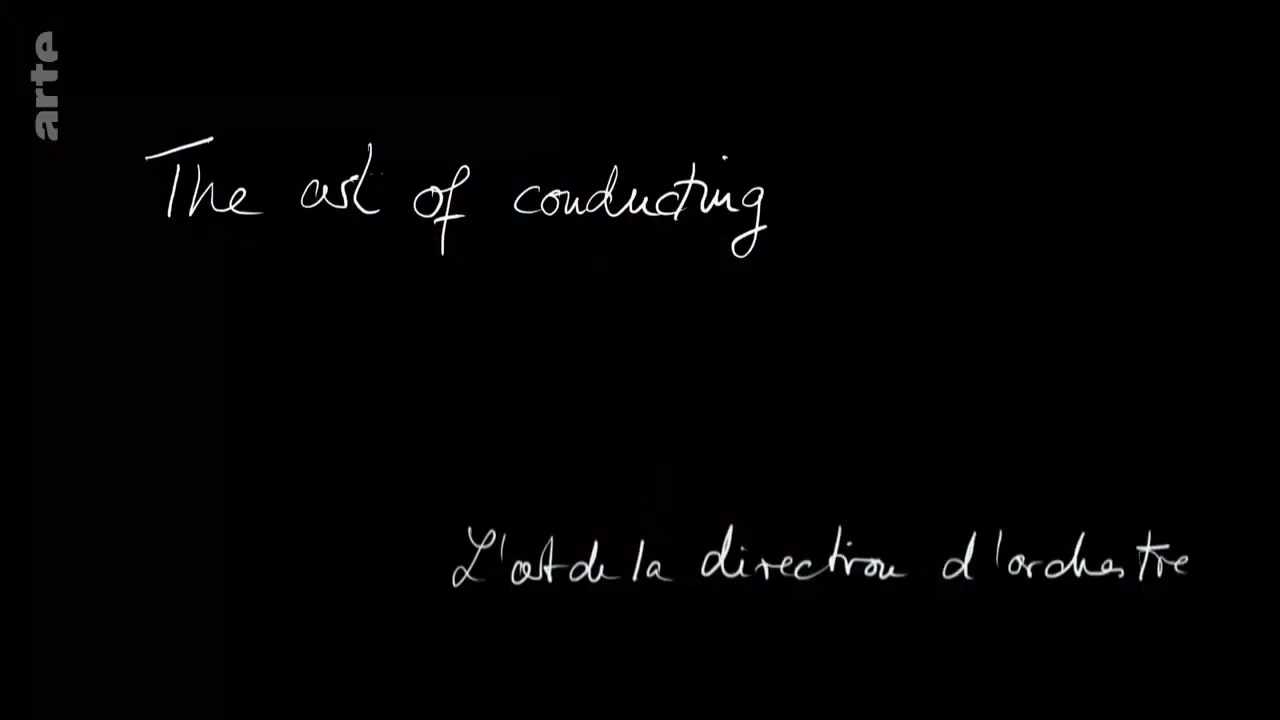 arte
The art of conducting
L'art de la direction d'orchestre